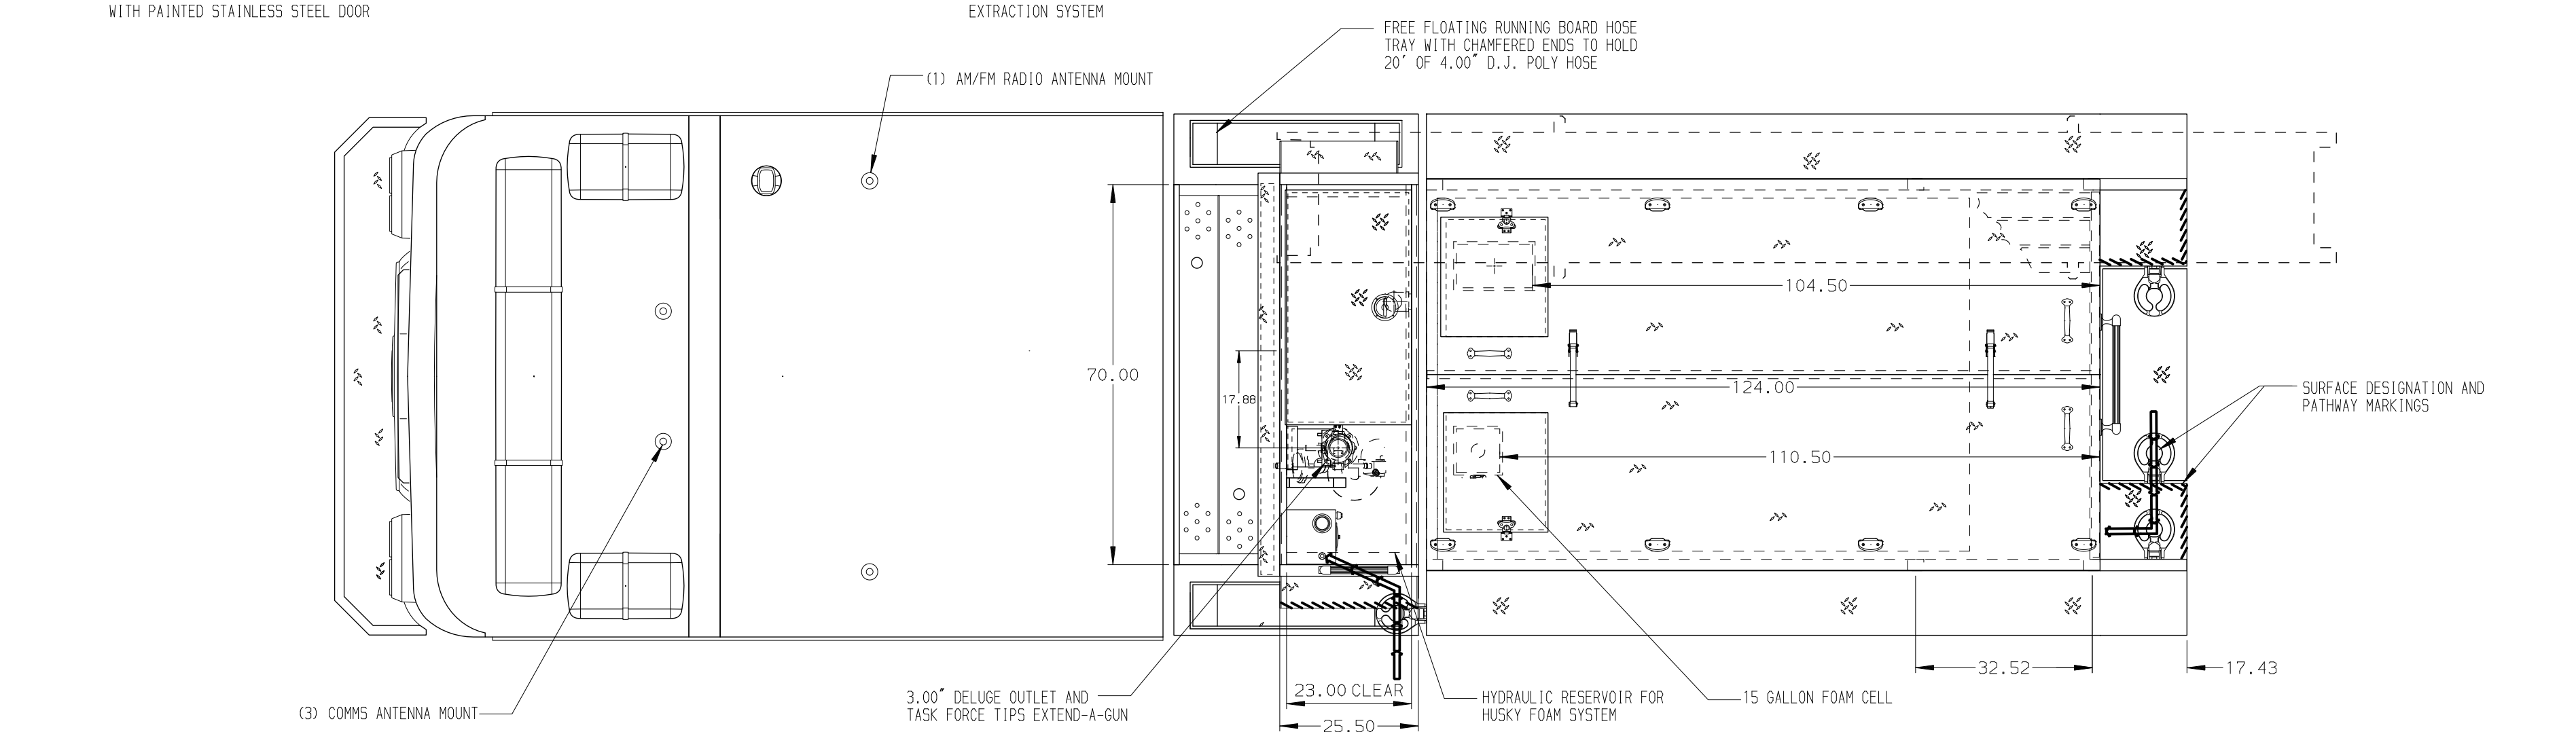 WITH PAINTED STAINLESS STEEL DOOR
EXTRACTION SYSTEM
FREE FLOATING RUNNING BOARD HOSE
TRAY WITH CHAMFERED ENDS TO HOLD
20' OF 4.00" D.J. POLY HOSE
(1) AM/FM RADIO ANTENNA MOUNT
104.50
70.00
17.88
124.00
SURFACE DESIGNATION AND
PATHWAY MARKINGS
110.50
32.52
17.43
23.00 CLEAR
3.00" DELUGE OUTLET AND
TASK FORCE TIPS EXTEND-A-GUN
HYDRAULIC RESERVOIR FOR
HUSKY FOAM SYSTEM
15 GALLON FOAM CELL
(3) COMMS ANTENNA MOUNT
25.50